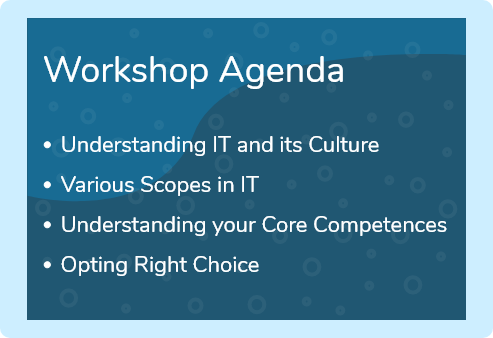 Workshop Agenda
• Understanding IT and its Culture
• Various Scopes in IT
• Understanding your Core Competences
• Opting Right Choice